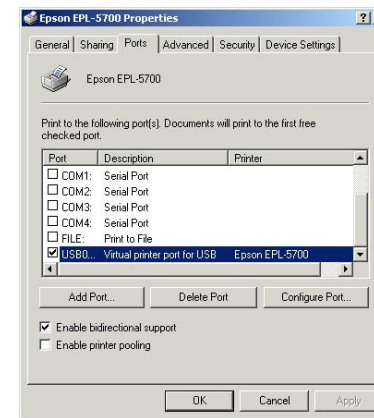 Epson EPL-5700 Properties
General Sharing Ports Advanced Security Device Settings
Epson EPL-5700
Print to the following port(s). Documents will print to the first free
checked port.
Port Description Printer
COM1: Serial Port
COM2: Serial Port
COM3: Serial Port
COM4: Serial Port
FILE: Print to File
USB0... Virtual printer port for USB Epson EPL-5700
Add Port... Delete Port Configure Port...
Enable bidirectional support
Enable printer pooling
OK Cancel Apply